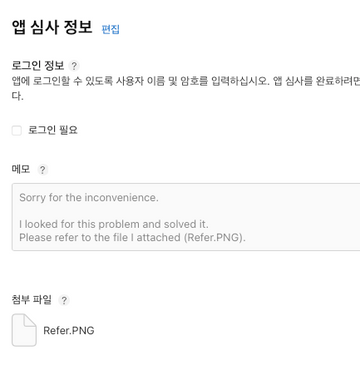 앱 심사 정보 편집
로그인 정보 ?
앱에 로그인할 수 있도록 사용자 이름 및 암호를 입력하십시오. 앱 심사를 완료하려면
다.
로그인 필요
메모 ?
Sorry for the inconvenience.
I looked for this problem and solved it.
Please refer to the file I attached (Refer.PNG).
첨부 파일 ?
Refer.PNG